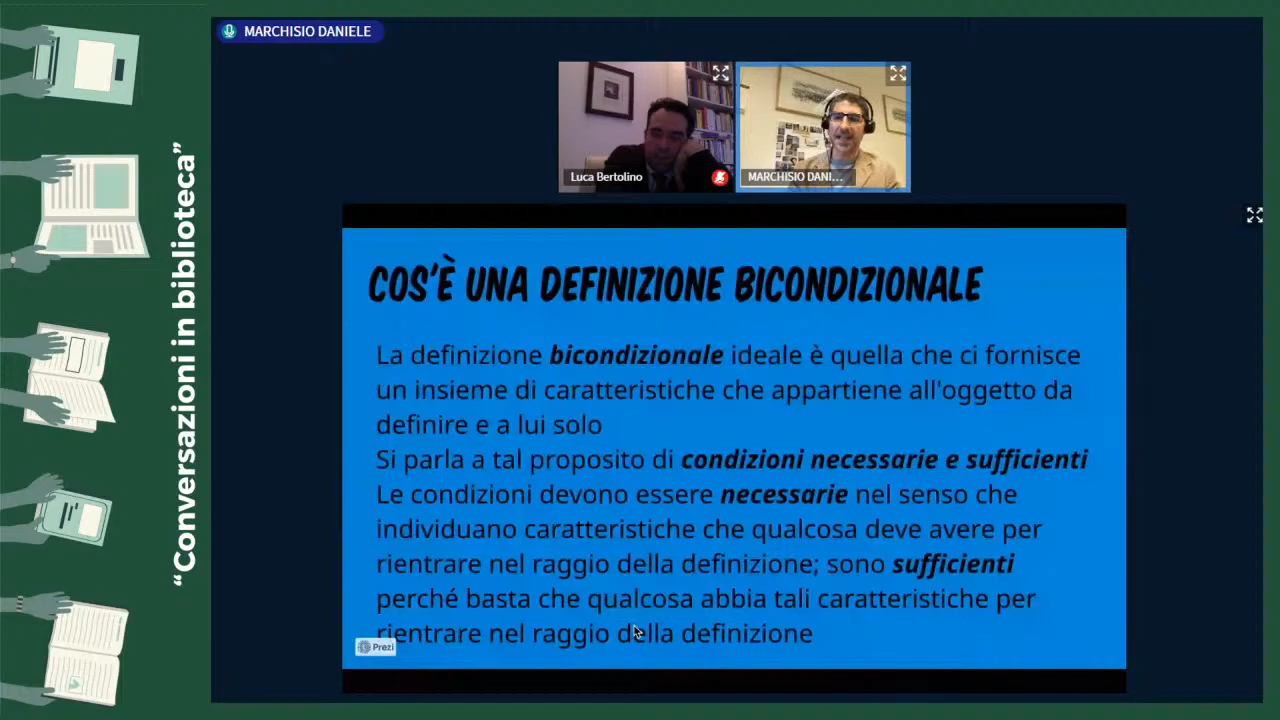 MARCHISIO DANIELE
"Conversazioni in biblioteca"
Luca Bertolino
MARCHISIO DANI...
COS'È UNA DEFINIZIONE BICONDIZIONALE
La definizione bicondizionale ideale è quella che ci fornisce
un insieme di caratteristiche che appartiene all'oggetto da
definire e a lui solo
Si parla a tal proposito di condizioni necessarie e sufficienti
Le condizioni devono essere necessarie nel senso che
individuano caratteristiche che qualcosa deve avere per
rientrare nel raggio della definizione; sono sufficienti
perché basta che qualcosa abbia tali caratteristiche per
rientrare nel raggio della definizione
Prezi